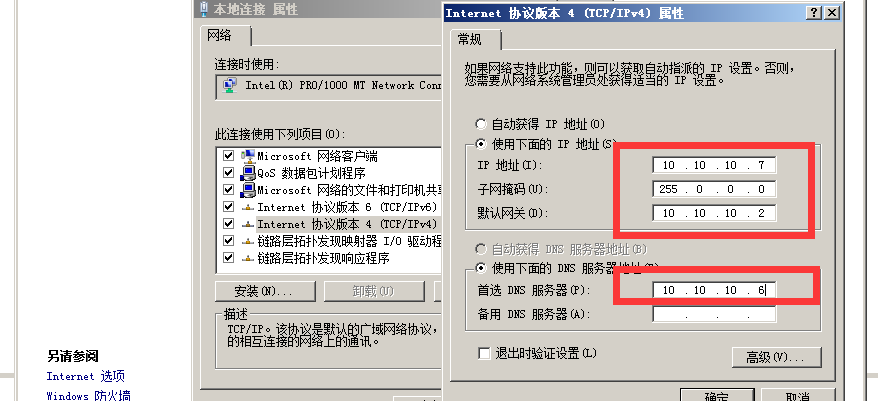 本地连接 属性
网络
连接时使用:
Intel(R) PRO/1000 MT Network Conn
此连接使用下列项目(O):
Microsoft 网络客户端
QoS 数据包计划程序
Microsoft 网络的文件和打印机共享
Internet 协议版本 6 (TCP/IPv6)
Internet 协议版本 4 (TCP/IPv4)
链路层拓扑发现映射器 I/O 驱动程
链路层拓扑发现响应程序
安装(N)...
卸载(U)
描述
TCP/IP。该协议是默认的广域网络协议,
的相互连接的网络上的通讯。
另请参阅
Internet 选项
Windows 防火墙
Internet 协议版本 4 (TCP/IPv4) 属性
常规
如果网络支持此功能,则可以获取自动指派的 IP 设置。否则,
您需要从网络系统管理员处获得适当的 IP 设置。
自动获得 IP 地址(O)
使用下面的 IP 地址(S
IP 地址(I): 10 . 10 . 10 . 7
子网掩码(U): 255 . 0 . 0 . 0
默认网关(D): 10 . 10 . 10 . 2
自动获得 DNS 服务器地址(B)
使用下面的 DNS 服务器地址
首选 DNS 服务器(P): 10 . 10 . 10 . 6
备用 DNS 服务器(A): . . .
退出时验证设置(L)
高级(V)...
确定
取消